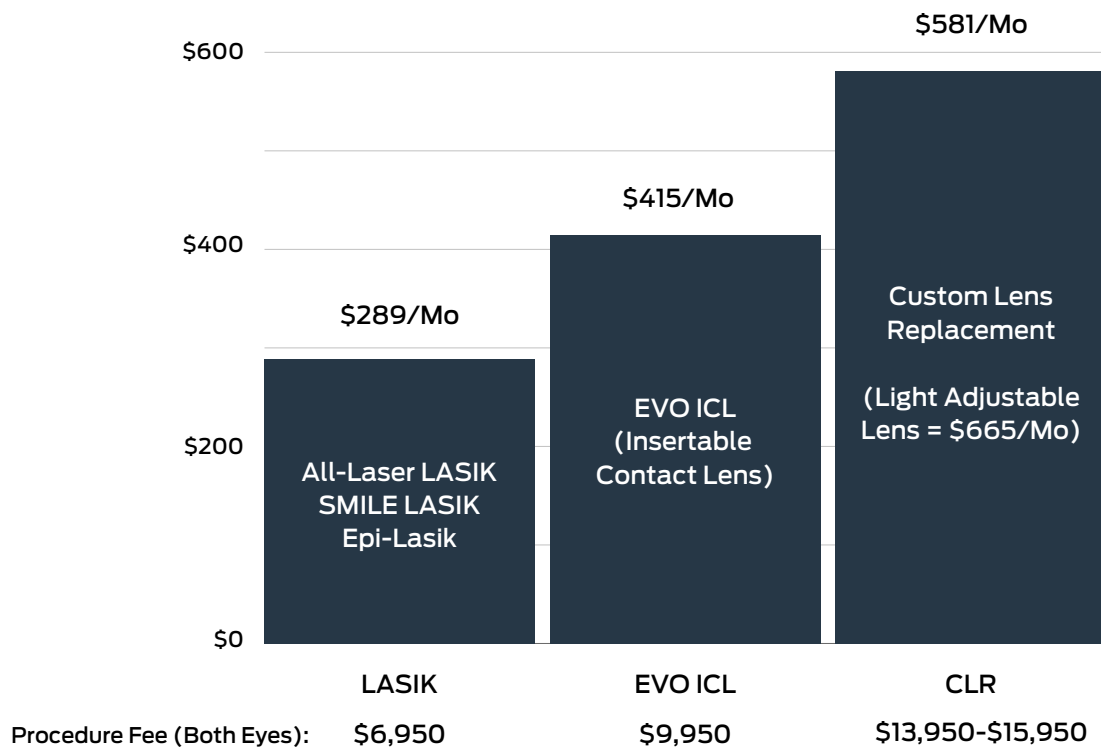 $581/Mo
$600
$415/Mo
$400
$289/Mo
Custom Lens
Replacement
(Light Adjustable
Lens = $665/Mo)
EVO ICL
(Insertable
Contact Lens)
$200
All-Laser LASIK
SMILE LASIK
Epi-Lasik
$0
LASIK
EVO ICL
CLR
Procedure Fee (Both Eyes): $6,950 $9,950 $13,950-$15,950